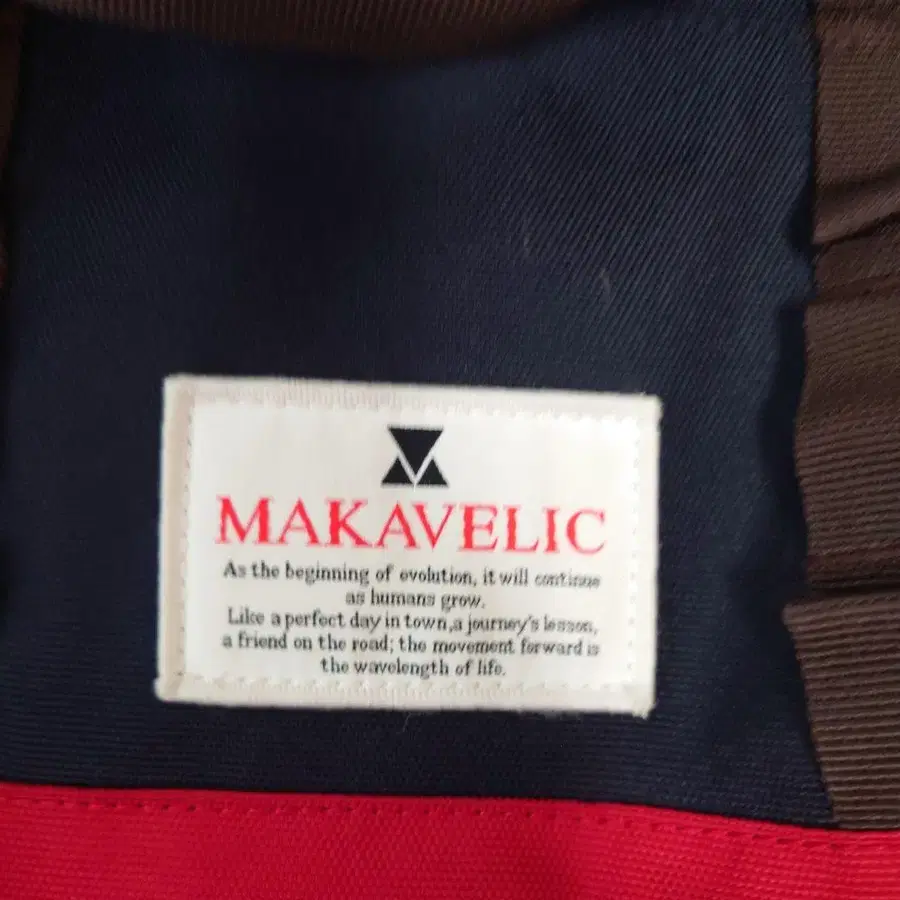 MAKAVELIC
As the beginning of evolution, it will continue
as humans grow.
Like a perfect day in town,a journey's lesson,
a friend on the road; the movement forward is
the wavelength of life.